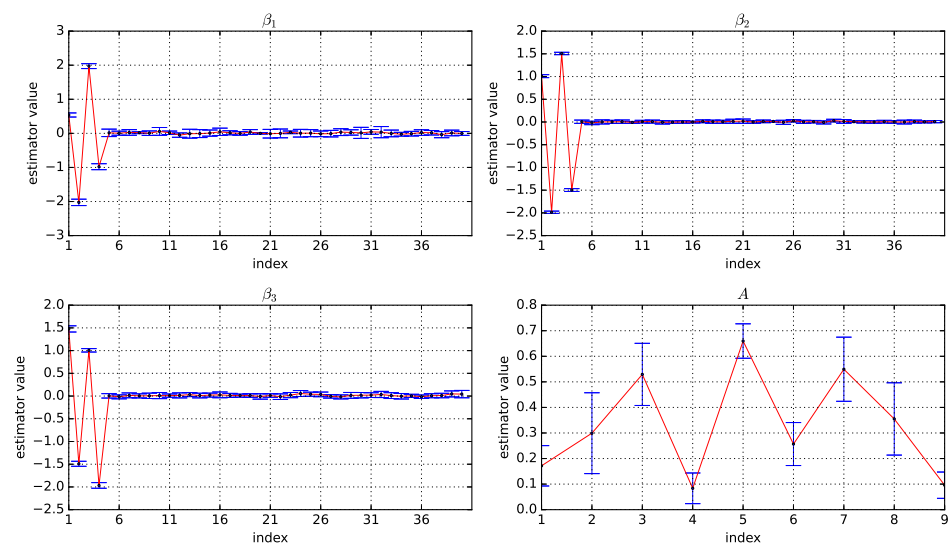 β₁
estimator value
3
2
1
0
−1
−2
−3
1 6 11 16 21 26 31 36
index
β₂
estimator value
2.0
1.5
1.0
0.5
0.0
−0.5
−1.0
−1.5
−2.0
−2.5
1 6 11 16 21 26 31 36
index
β₃
estimator value
2.0
1.5
1.0
0.5
0.0
−0.5
−1.0
−1.5
−2.0
−2.5
1 6 11 16 21 26 31 36
index
A
estimator value
0.8
0.7
0.6
0.5
0.4
0.3
0.2
0.1
0.0
1 2 3 4 5 6 7 8 9
index